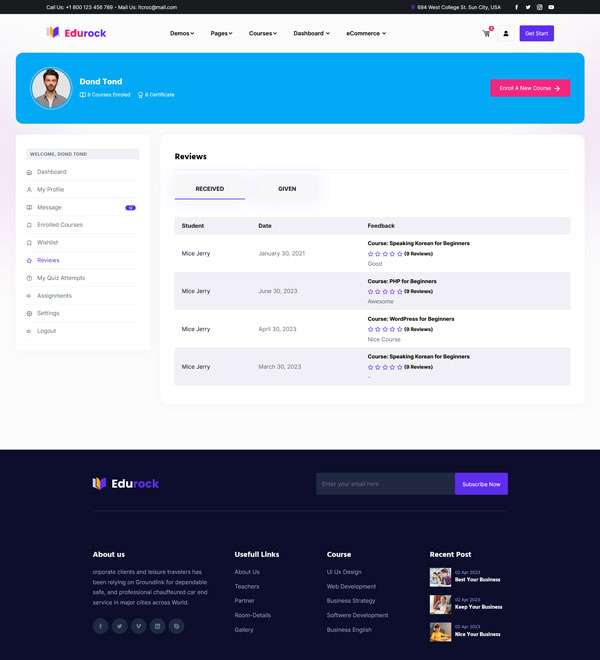 Call Us: +1 800 123 456 789 - Mail Us: Itcroc@mail.com
684 West College St. Sun City, USA
Edurock
Demos
Pages
Courses
Dashboard
eCommerce
Get Start
Dond Tond
9 Courses Enroled
8 Certificate
Enroll A New Course
WELCOME, DOND TOND!
Dashboard
My Profile
Message
Enrolled Courses
Wishlist
Reviews
My Quiz Attempts
Assignments
Settings
Logout
Reviews
RECEIVED
GIVEN
Student Date Feedback
Course: Speaking Korean for Beginners
Mice Jerry January 30, 2021 (9 Reviews)
Good
Course: PHP for Beginners
Mice Jerry June 30, 2023 (9 Reviews)
Awesome
Course: WordPress for Beginners
Mice Jerry April 30, 2023 (9 Reviews)
Nice Course
Course: Speaking Korean for Beginners
Mice Jerry March 30, 2023 (9 Reviews)
-
Edurock
Enter your email here
Subscribe Now
About us
orporate clients and leisure travelers has
been relying on Groundlink for dependable
safe, and professional chauffeured car end
service in major cities across World.
Usefull Links
About Us
Teachers
Partner
Room-Details
Gallery
Course
Ui Ux Design
Web Development
Business Strategy
Softwere Development
Business English
Recent Post
02 Apr 2023
Best Your Business
02 Apr 2023
Keep Your Business
02 Apr 2023
Nice Your Business